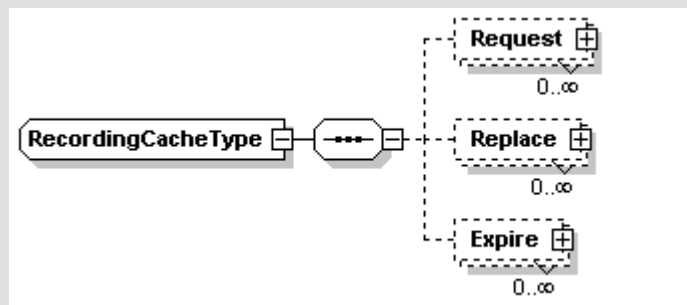 Request
0..∞
RecordingCacheType
Replace
0..∞
Expire
0..∞